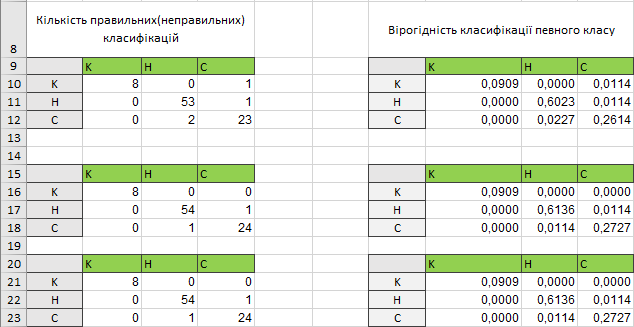 Кількість правильних(неправильних) класифікацій
Вірогідність класифікації певного класу
8
9 К Н С К Н С
10 К 8 0 1 К 0,0909 0,0000 0,0114
11 Н 0 53 1 Н 0,0000 0,6023 0,0114
12 С 0 2 23 С 0,0000 0,0227 0,2614
13
14
15 К Н С К Н С
16 К 8 0 0 К 0,0909 0,0000 0,0000
17 Н 0 54 1 Н 0,0000 0,6136 0,0114
18 С 0 1 24 С 0,0000 0,0114 0,2727
19
20 К Н С К Н С
21 К 8 0 0 К 0,0909 0,0000 0,0000
22 Н 0 54 1 Н 0,0000 0,6136 0,0114
23 С 0 1 24 С 0,0000 0,0114 0,2727